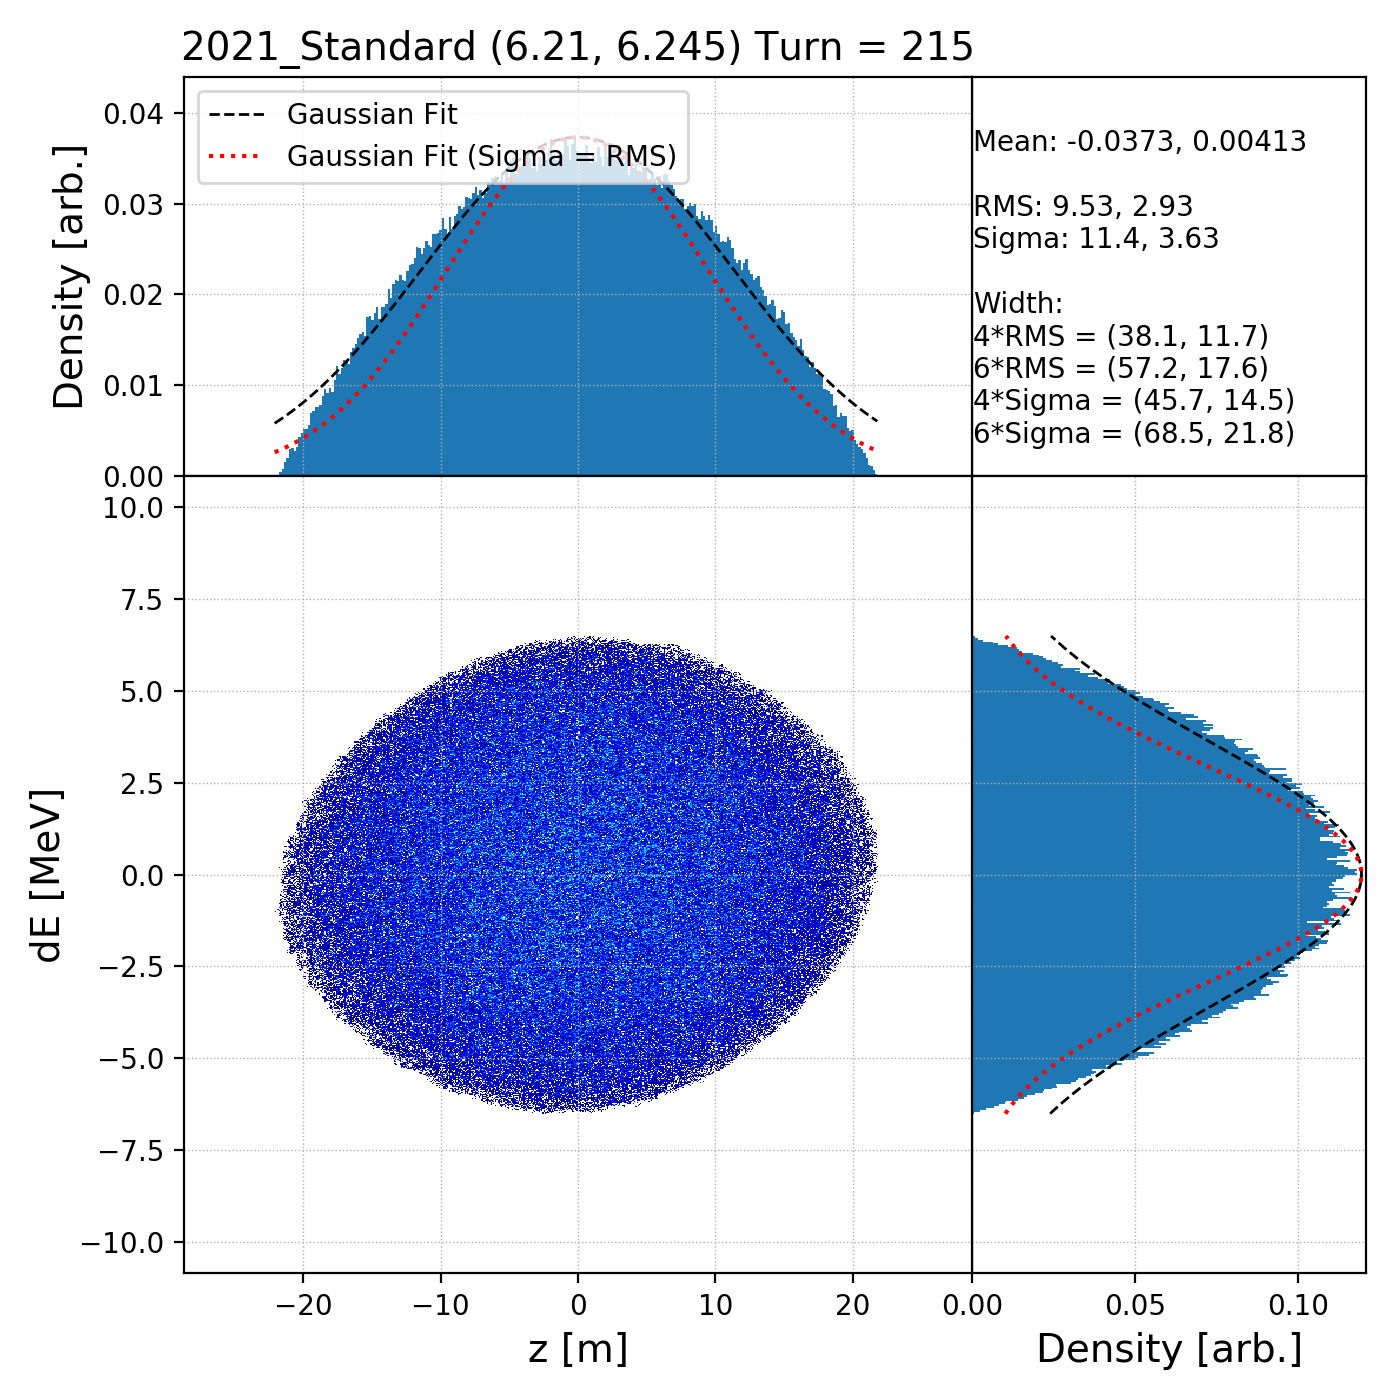 2021_Standard (6.21, 6.245) Turn = 215
Gaussian Fit
Gaussian Fit (Sigma = RMS)
Density [arb.]
0.04
0.03
0.02
0.01
0.00
Mean: -0.0373, 0.00413
RMS: 9.53, 2.93
Sigma: 11.4, 3.63
Width:
4*RMS = (38.1, 11.7)
6*RMS = (57.2, 17.6)
4*Sigma = (45.7, 14.5)
6*Sigma = (68.5, 21.8)
dE [MeV]
10.0
7.5
5.0
2.5
0.0
−2.5
−5.0
−7.5
−10.0
−20 −10 0 10 20
z [m]
0.00 0.05 0.10
Density [arb.]